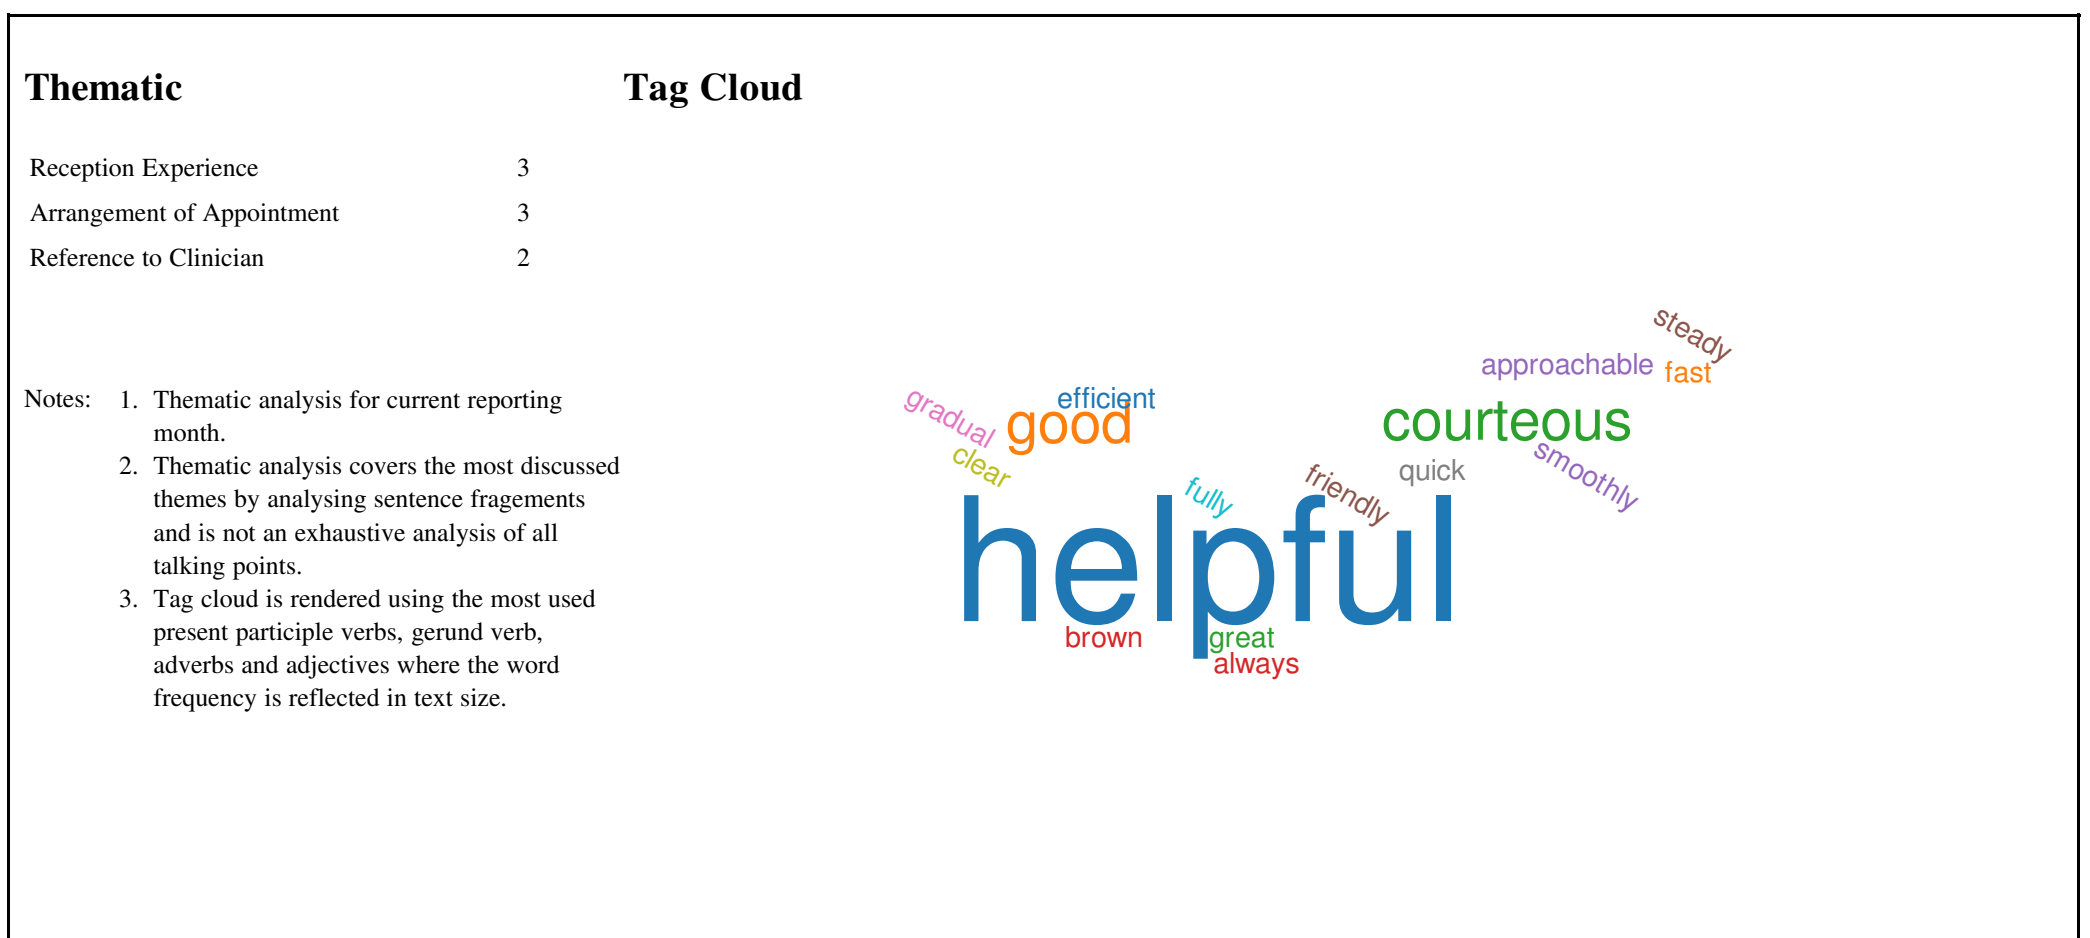 Thematic
Reception Experience 3
Arrangement of Appointment 3
Reference to Clinician 2
Notes: 1. Thematic analysis for current reporting
month.
2. Thematic analysis covers the most discussed
themes by analysing sentence fragements
and is not an exhaustive analysis of all
talking points.
3. Tag cloud is rendered using the most used
present participle verbs, gerund verb,
adverbs and adjectives where the word
frequency is reflected in text size.
Tag Cloud
steady
approachable
fast
efficient
gradual
good
courteous
clear
smoothly
quick
friendly
fully
helpful
brown
great
always